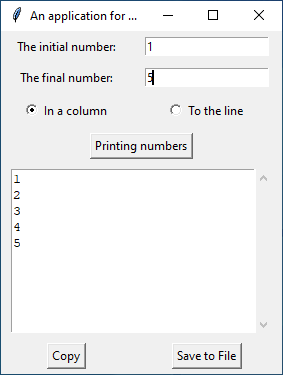 An application for ...
The initial number: 1
The final number: 5
In a column To the line
Printing numbers
1
2
3
4
5
Copy Save to File